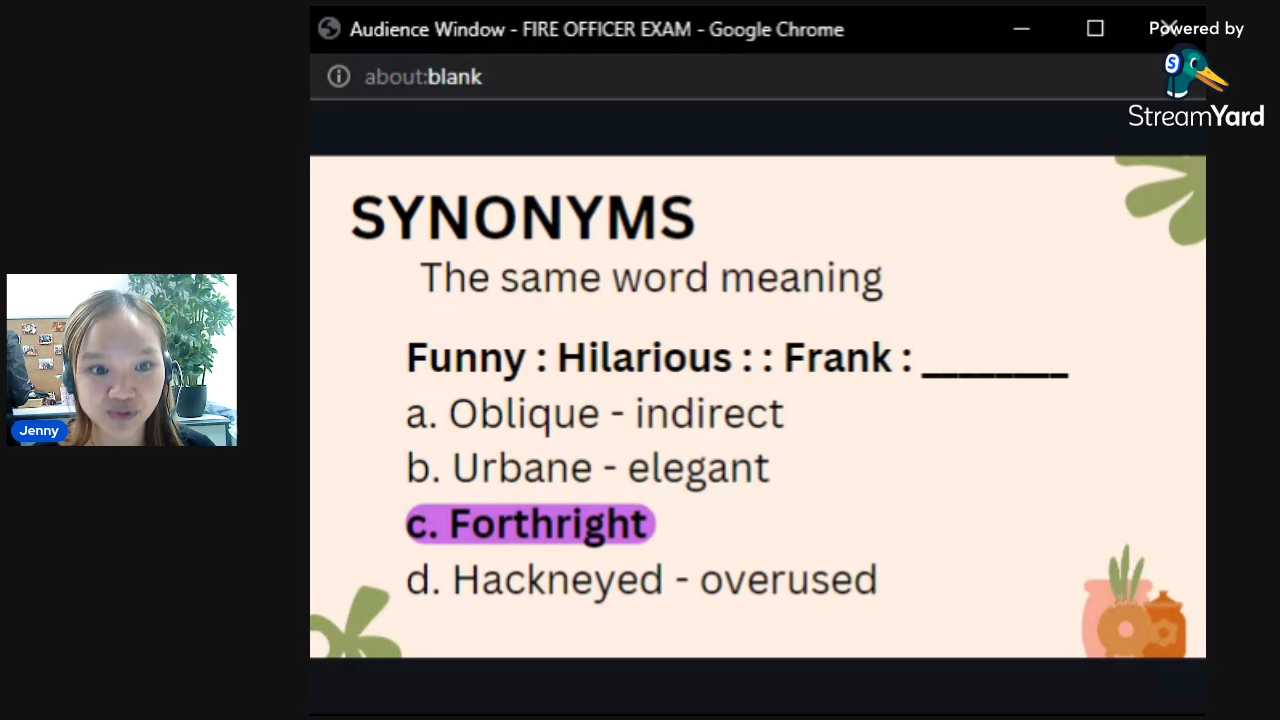 Audience Window - FIRE OFFICER EXAM - Google Chrome
Powered by
about:blank
S
StreamYard
SYNONYMS
The same word meaning
Funny : Hilarious : : Frank : ________
a. Oblique - indirect
b. Urbane - elegant
c. Forthright
d. Hackneyed - overused
Jenny